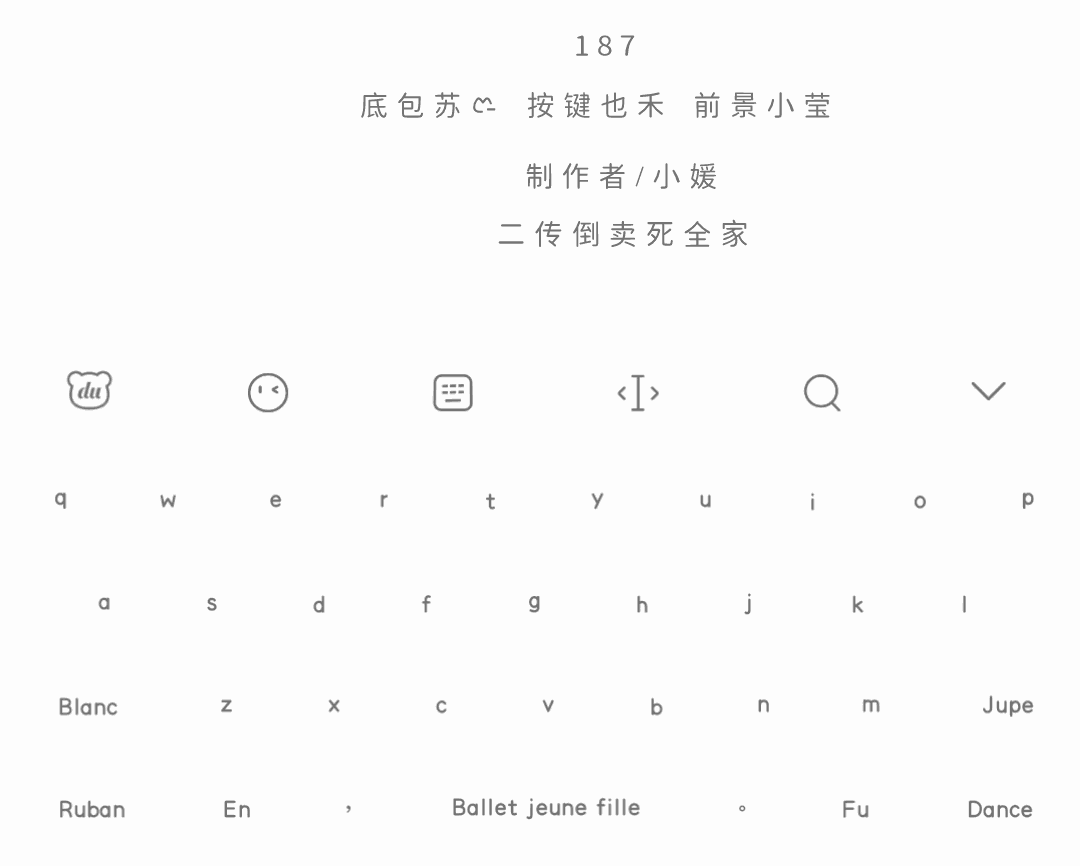 187
底包苏ෆ 按键也禾 前景小莹
制作者/小媛
二传倒卖死全家
du
q w e r t y u i o p
a s d f g h j k l
Blanc z x c v b n m Jupe
Ruban En , Ballet jeune fille 。 Fu Dance